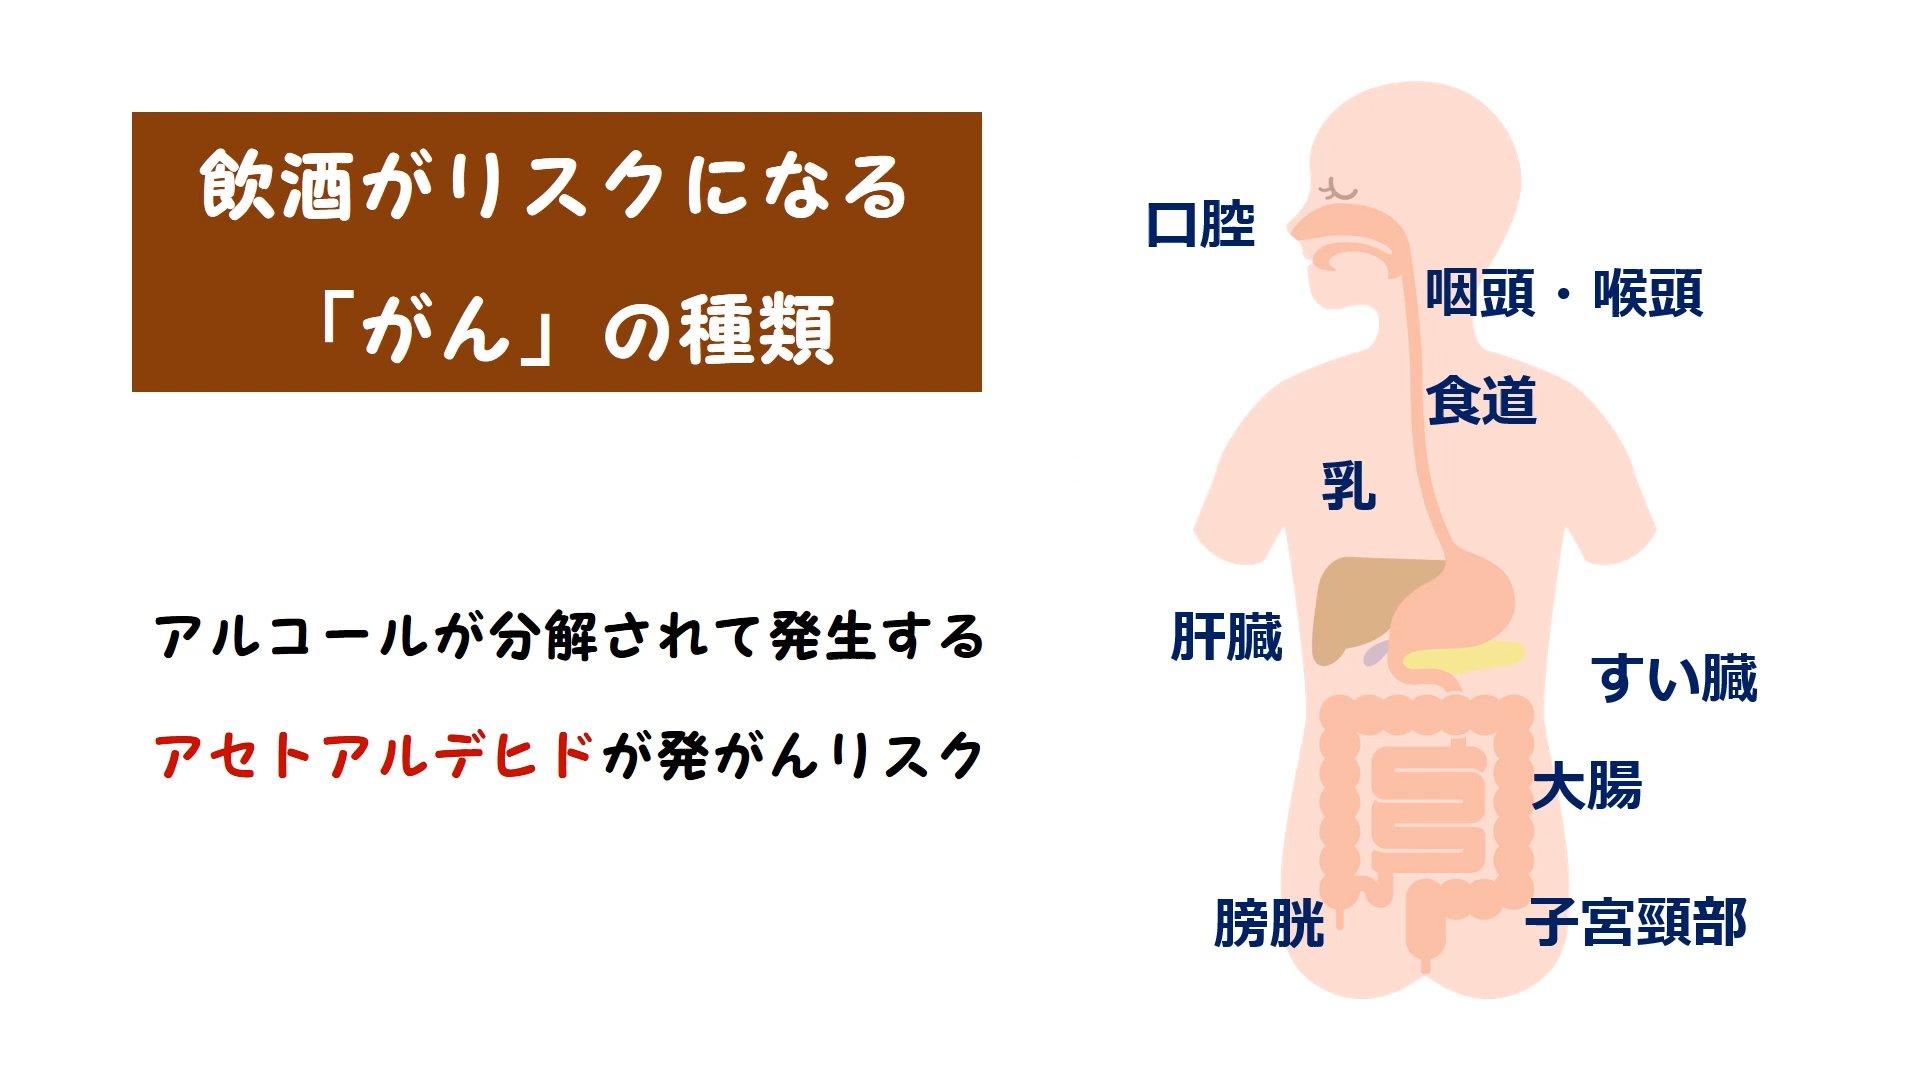 飲酒がリスクになる
「がん」の種類
アルコールが分解されて発生する
アセトアルデヒドが発がんリスク
口腔
咽頭・喉頭
食道
乳
肝臓
すい臓
大腸
膀胱
子宮頸部